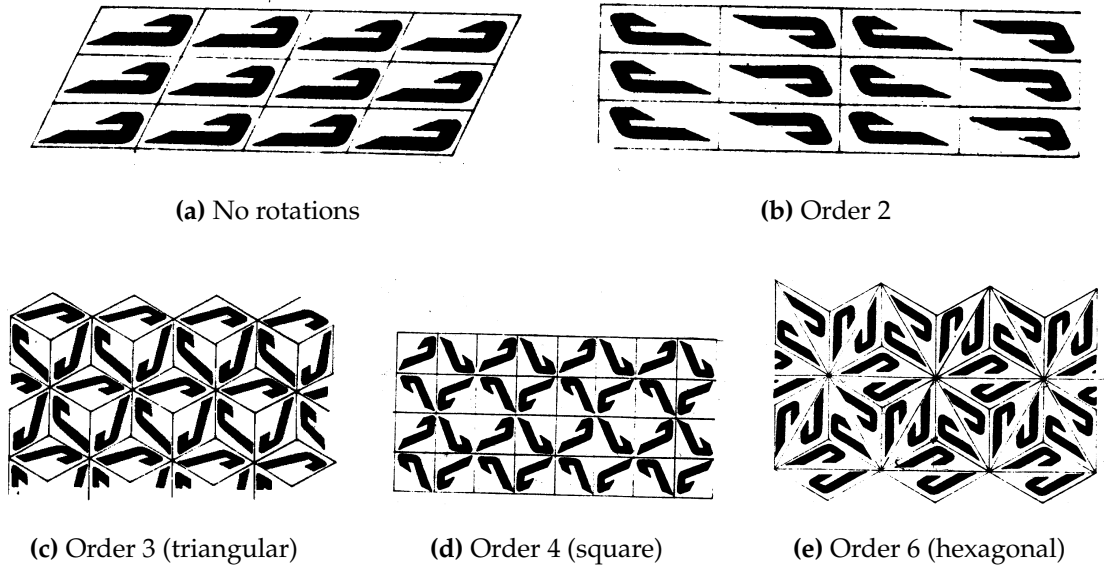 (a) No rotations
(b) Order 2
(c) Order 3 (triangular)
(d) Order 4 (square)
(e) Order 6 (hexagonal)